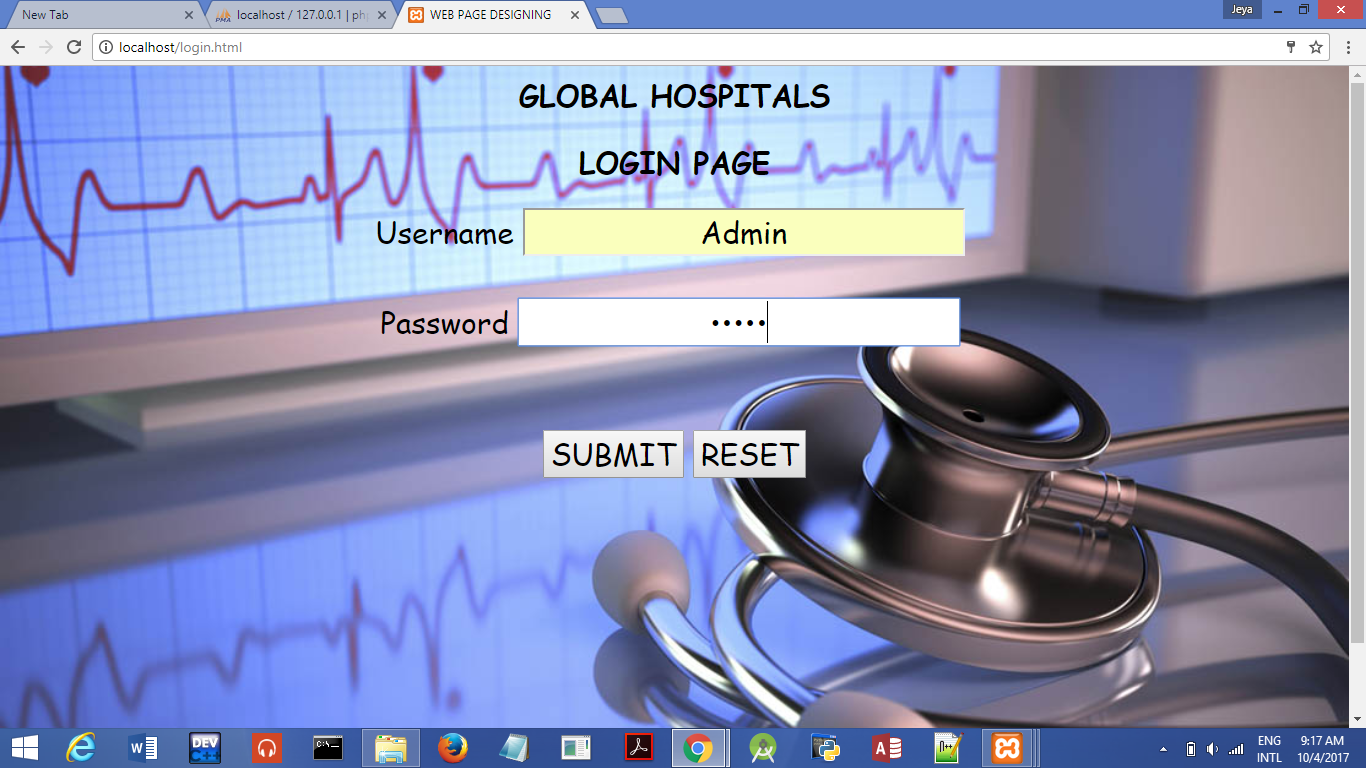 Jeya
New Tab
PMA localhost / 127.0.0.1 | ph
WEB PAGE DESIGNING
localhost/login.html
GLOBAL HOSPITALS
LOGIN PAGE
Username Admin
Password •••••
SUBMIT RESET
W DEV C++ C:\. A n++
ENG 9:17 AM
INTL 10/4/2017